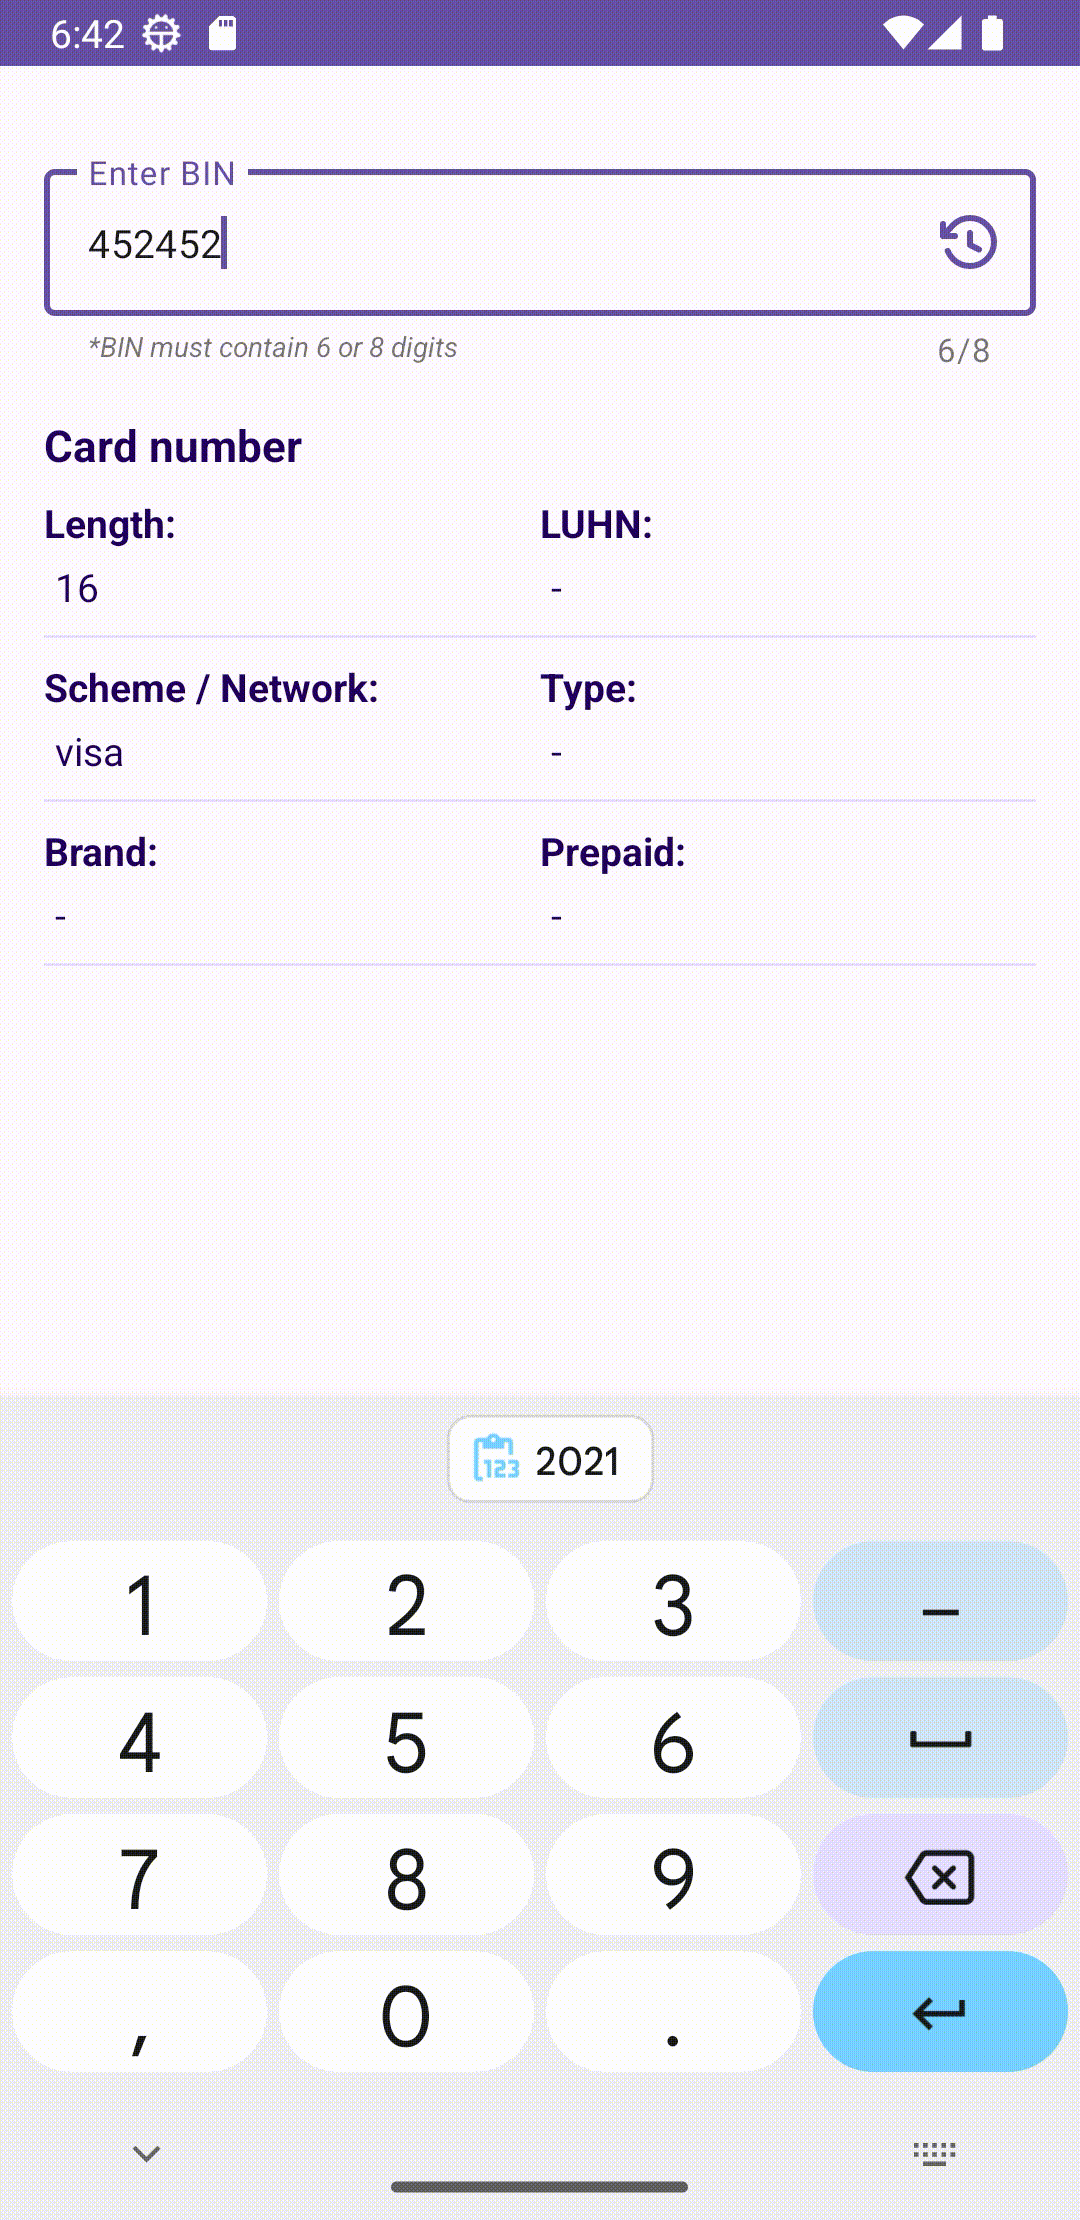 6:42
Enter BIN
452452
*BIN must contain 6 or 8 digits 6/8
Card number
Length: LUHN:
16 -
Scheme / Network: Type:
visa -
Brand: Prepaid:
- -
123 2021
1 2 3 –
4 5 6
7 8 9
, 0 .